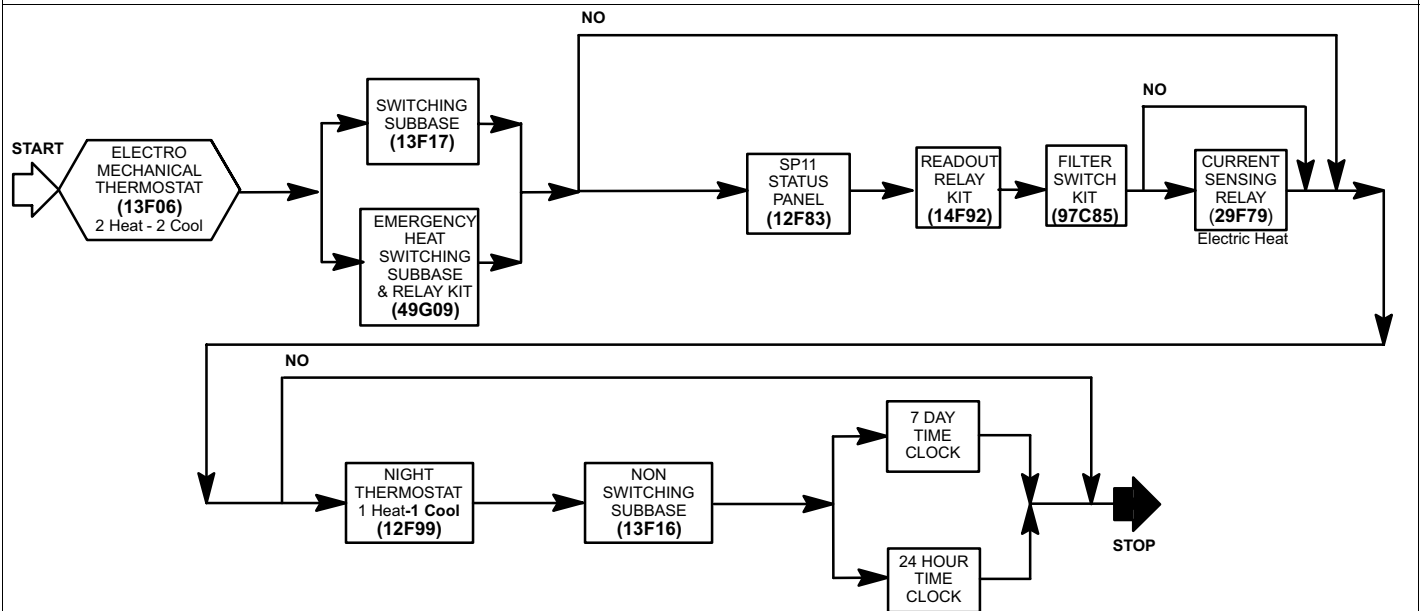 NO
START
ELECTRO
MECHANICAL
THERMOSTAT
(13F06)
2 Heat - 2 Cool
SWITCHING
SUBBASE
(13F17)
EMERGENCY
HEAT
SWITCHING
SUBBASE
& RELAY KIT
(49G09)
SP11
STATUS
PANEL
(12F83)
READOUT
RELAY
KIT
(14F92)
FILTER
SWITCH
KIT
(97C85)
NO
CURRENT
SENSING
RELAY
(29F79)
Electric Heat
NO
NIGHT
THERMOSTAT
1 Heat-1 Cool
(12F99)
NON
SWITCHING
SUBBASE
(13F16)
7 DAY
TIME
CLOCK
24 HOUR
TIME
CLOCK
STOP